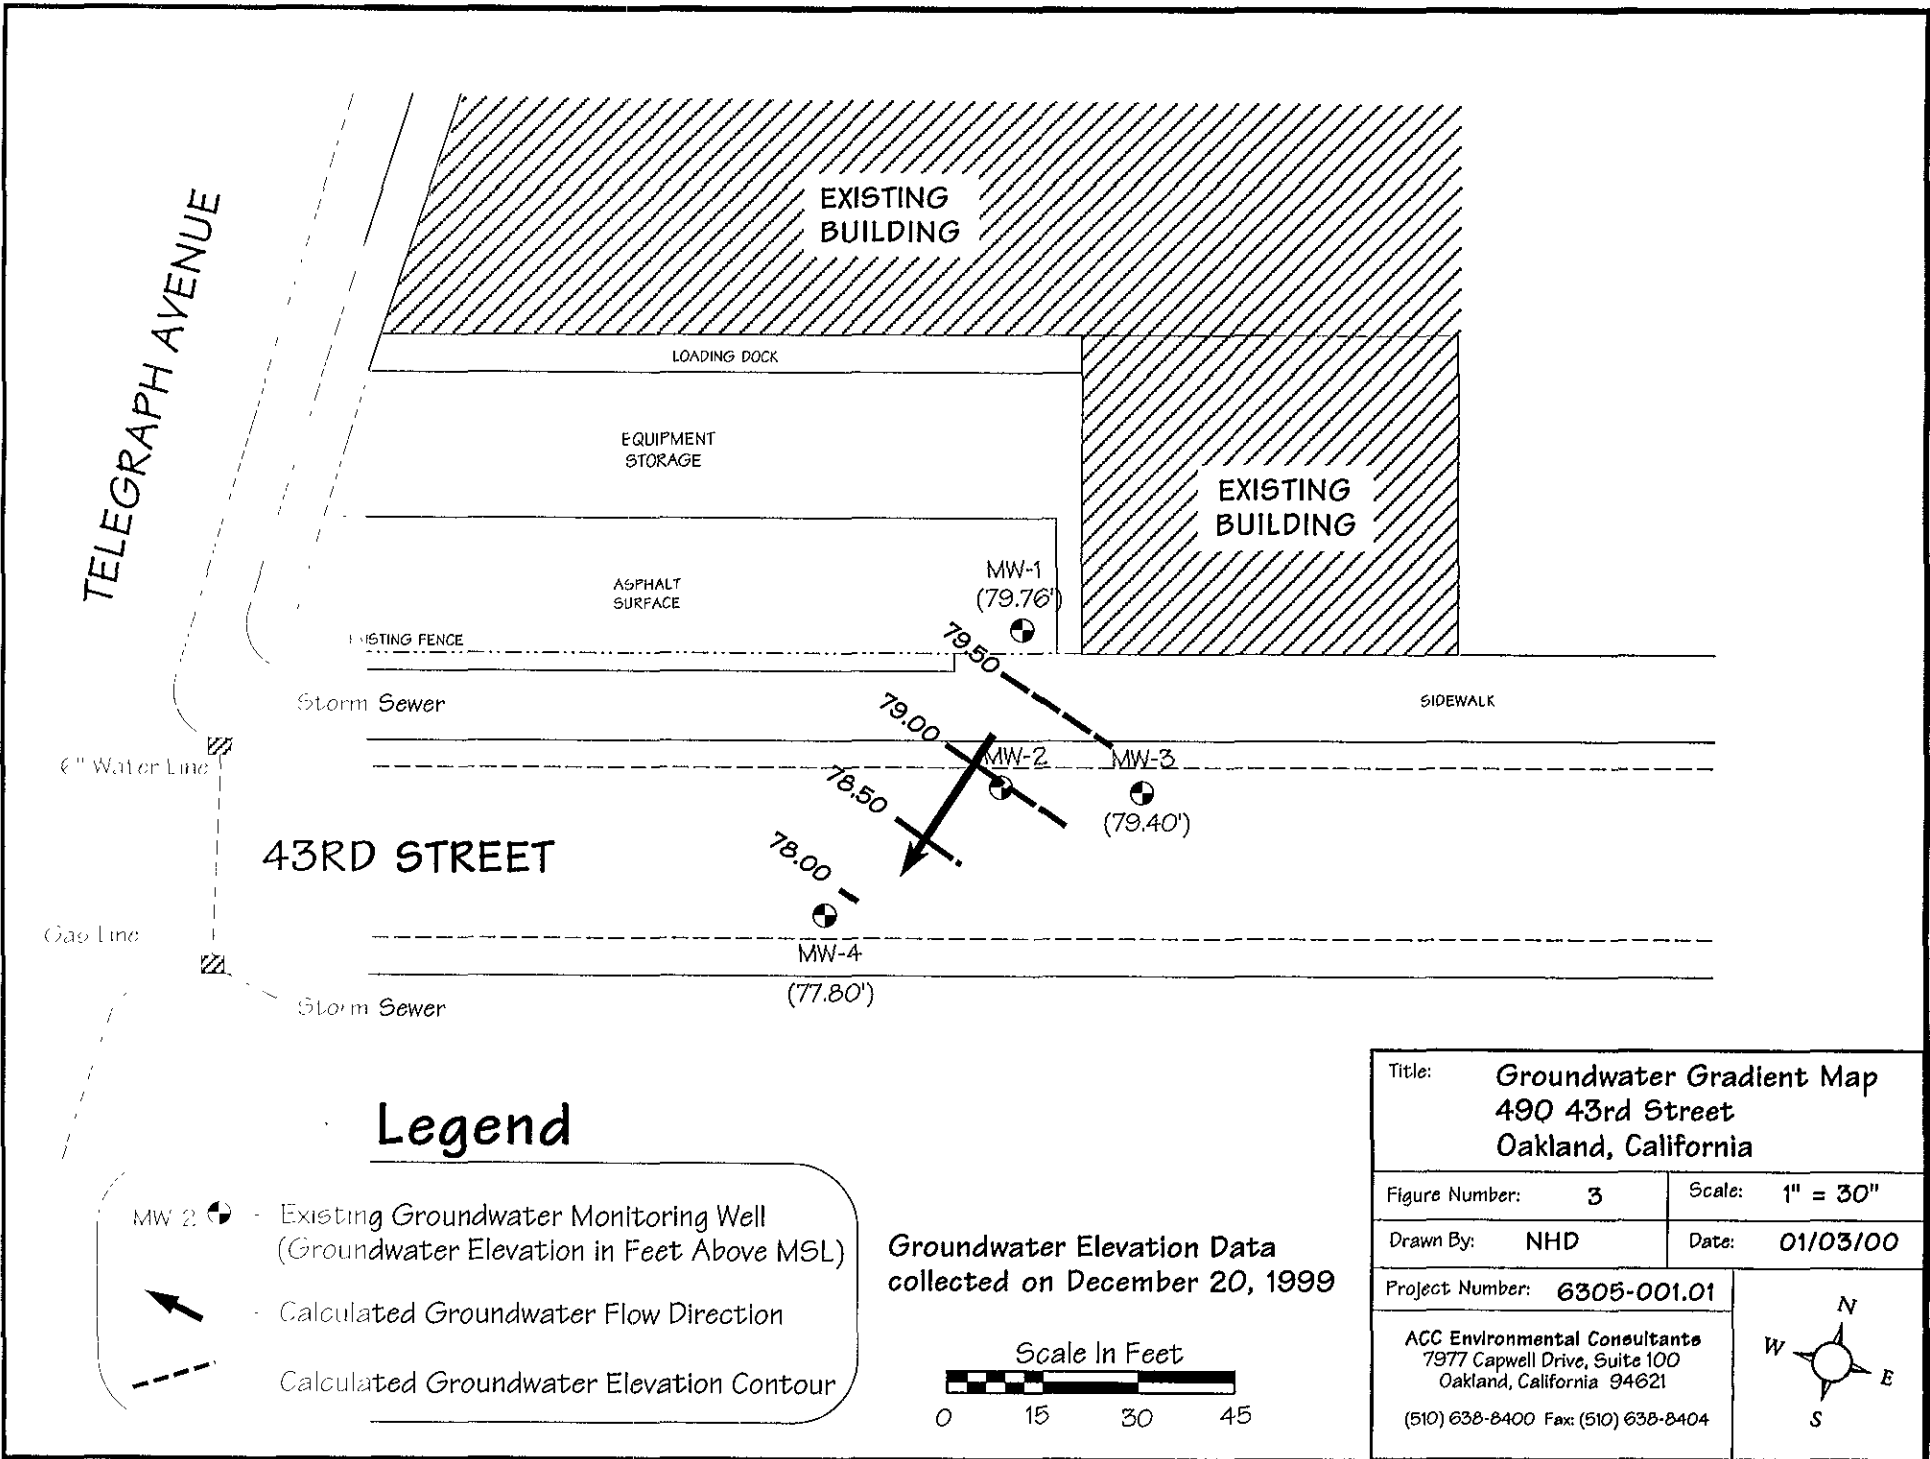 TELEGRAPH AVENUE
EXISTING
BUILDING
LOADING DOCK
EQUIPMENT
STORAGE
EXISTING
BUILDING
ASPHALT
SURFACE
MW-1
(79.76')
ISTING FENCE
79.50
Storm Sewer
SIDEWALK
79.00
6" Water Line
MW-2
MW-3
78.50
(79.40')
43RD STREET
78.00
Gas Line
MW-4
(77.80')
Storm Sewer
Legend
MW 2 - Existing Groundwater Monitoring Well
(Groundwater Elevation in Feet Above MSL)
- Calculated Groundwater Flow Direction
Calculated Groundwater Elevation Contour
Groundwater Elevation Data
collected on December 20, 1999
Scale In Feet
0 15 30 45
Title: Groundwater Gradient Map
490 43rd Street
Oakland, California
Figure Number: 3
Scale: 1" = 30"
Drawn By: NHD
Date: 01/03/00
Project Number: 6305-001.01
ACC Environmental Consultants
7977 Capwell Drive, Suite 100
Oakland, California 94621
(510) 638-8400 Fax: (510) 638-8404
N
W
E
S